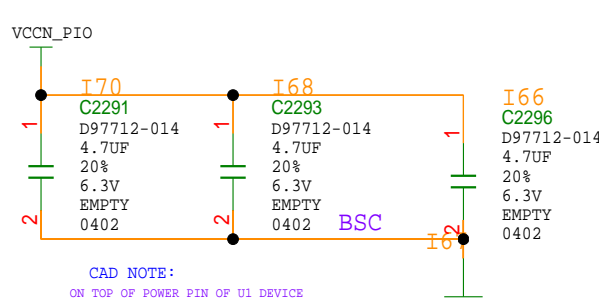 VCCN_PIO
I70
C2291
D97712-014
4.7UF
20%
6.3V
EMPTY
0402
1
2
I68
C2293
D97712-014
4.7UF
20%
6.3V
EMPTY
0402
1
2
BSC
I66
C2296
D97712-014
4.7UF
20%
6.3V
EMPTY
0402
1
2
CAD NOTE:
ON TOP OF POWER PIN OF U1 DEVICE